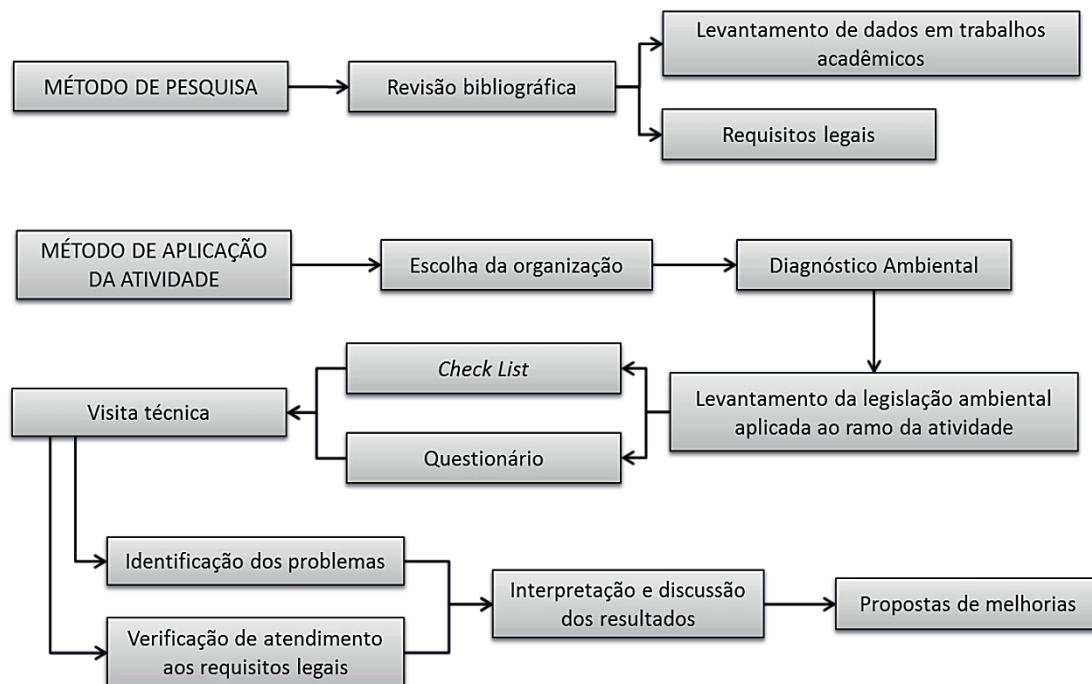 Levantamento de dados em trabalhos
acadêmicos
MÉTODO DE PESQUISA
Revisão bibliográfica
Requisitos legais
MÉTODO DE APLICAÇÃO
DA ATIVIDADE
Escolha da organização
Diagnóstico Ambiental
Levantamento da legislação ambiental
aplicada ao ramo da atividade
Check List
Questionário
Visita técnica
Identificação dos problemas
Verificação de atendimento
aos requisitos legais
Interpretação e discussão
dos resultados
Propostas de melhorias